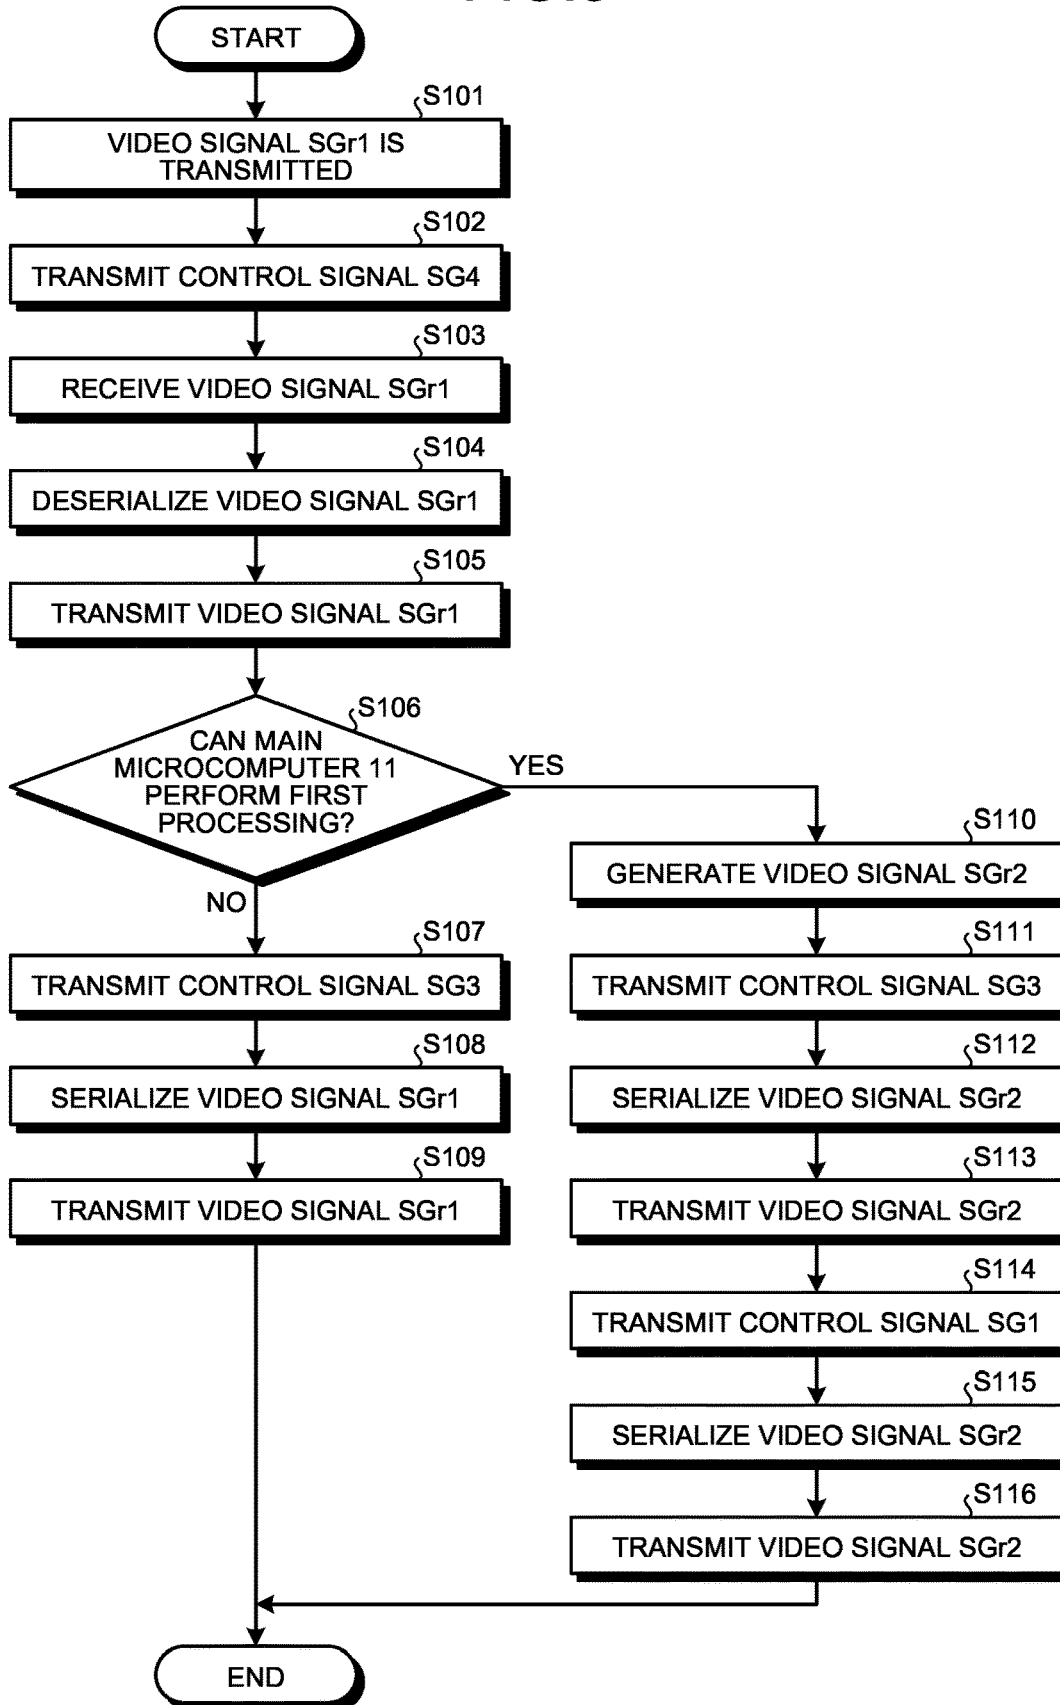 START
S101
VIDEO SIGNAL SGr1 IS
TRANSMITTED
S102
TRANSMIT CONTROL SIGNAL SG4
S103
RECEIVE VIDEO SIGNAL SGr1
S104
DESERIALIZE VIDEO SIGNAL SGr1
S105
TRANSMIT VIDEO SIGNAL SGr1
S106
CAN MAIN
MICROCOMPUTER 11
PERFORM FIRST
PROCESSING?
YES
NO
S107
TRANSMIT CONTROL SIGNAL SG3
S108
SERIALIZE VIDEO SIGNAL SGr1
S109
TRANSMIT VIDEO SIGNAL SGr1
S110
GENERATE VIDEO SIGNAL SGr2
S111
TRANSMIT CONTROL SIGNAL SG3
S112
SERIALIZE VIDEO SIGNAL SGr2
S113
TRANSMIT VIDEO SIGNAL SGr2
S114
TRANSMIT CONTROL SIGNAL SG1
S115
SERIALIZE VIDEO SIGNAL SGr2
S116
TRANSMIT VIDEO SIGNAL SGr2
END